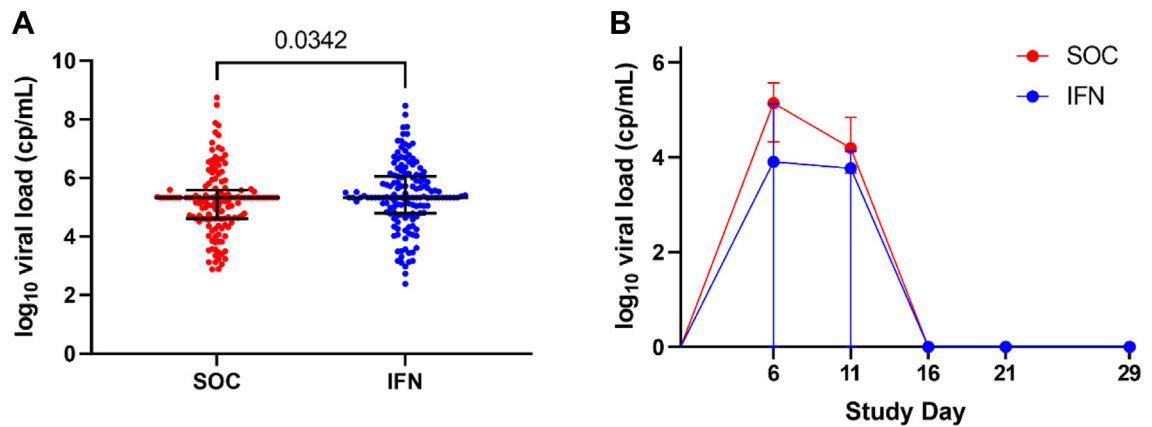 A
0.0342
log10 viral load (cp/mL)
10
8
6
4
2
0
SOC
IFN
B
SOC
IFN
log10 viral load (cp/mL)
6
4
2
0
6
11
16
21
29
Study Day